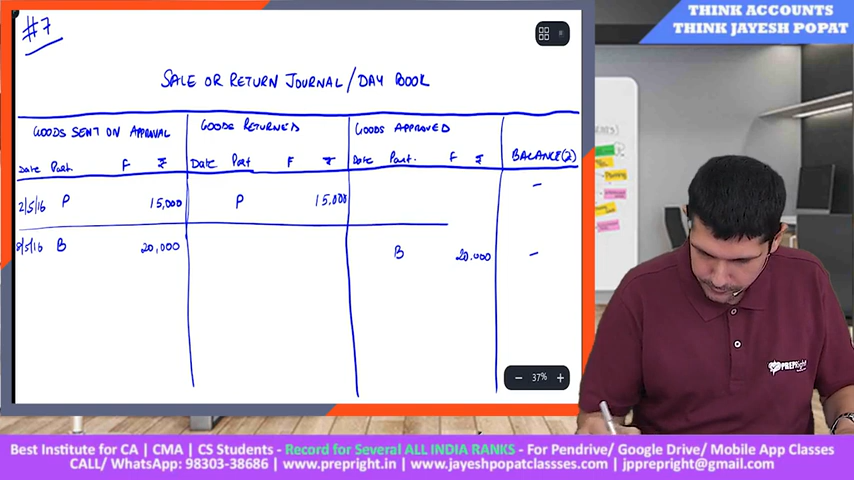 #7
THINK ACCOUNTS
THINK JAYESH POPAT
SALE OR RETURN JOURNAL/DAY BOOK
GOODS SENT ON APPROVAL GOODS RETURNED GOODS APPROVED
Date Part. F ₹ Date Part F ₹ Date Part. F ₹ BALANCE(₹)
2/5/16 P 15,000 P 15.000 -
8/5/16 B 20,000 B 20.000 -
PREPRight
- 37% +
Best Institute for CA | CMA | CS Students - Record for Several ALL INDIA RANKS - For Pendrive/ Google Drive/ Mobile App Classes
CALL/ WhatsApp: 98303-38686 | www.prepright.in | www.jayeshpopatclassses.com | jpprepright@gmail.com